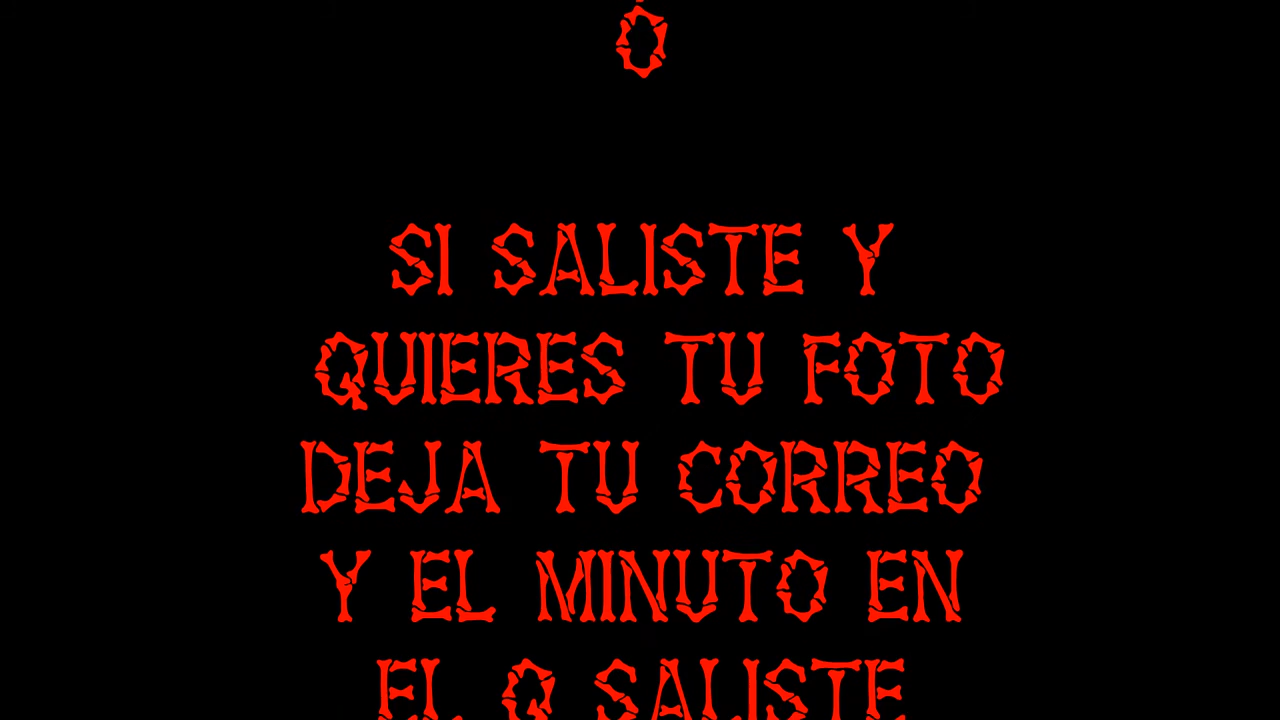 O
SI SALISTE Y
QUIERES TU FOTO
DEJA TU CORREO
Y EL MINUTO EN
EL Q SALISTE